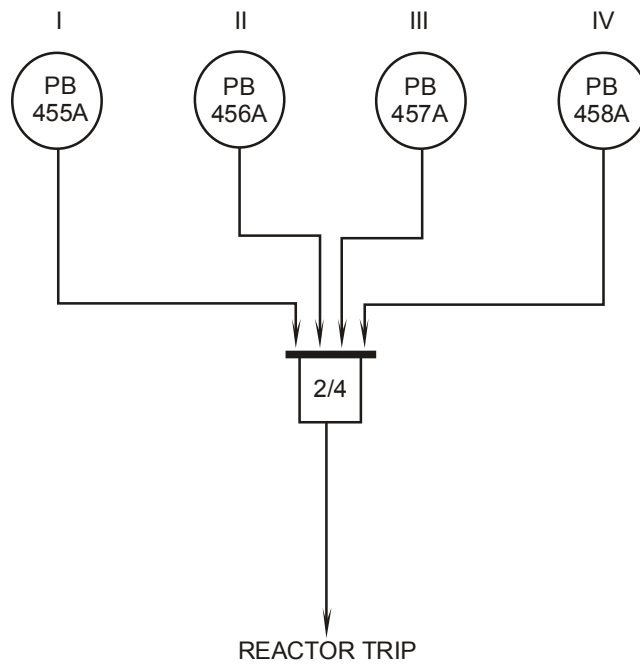 I II III IV
PB PB PB PB
455A 456A 457A 458A
2/4
REACTOR TRIP